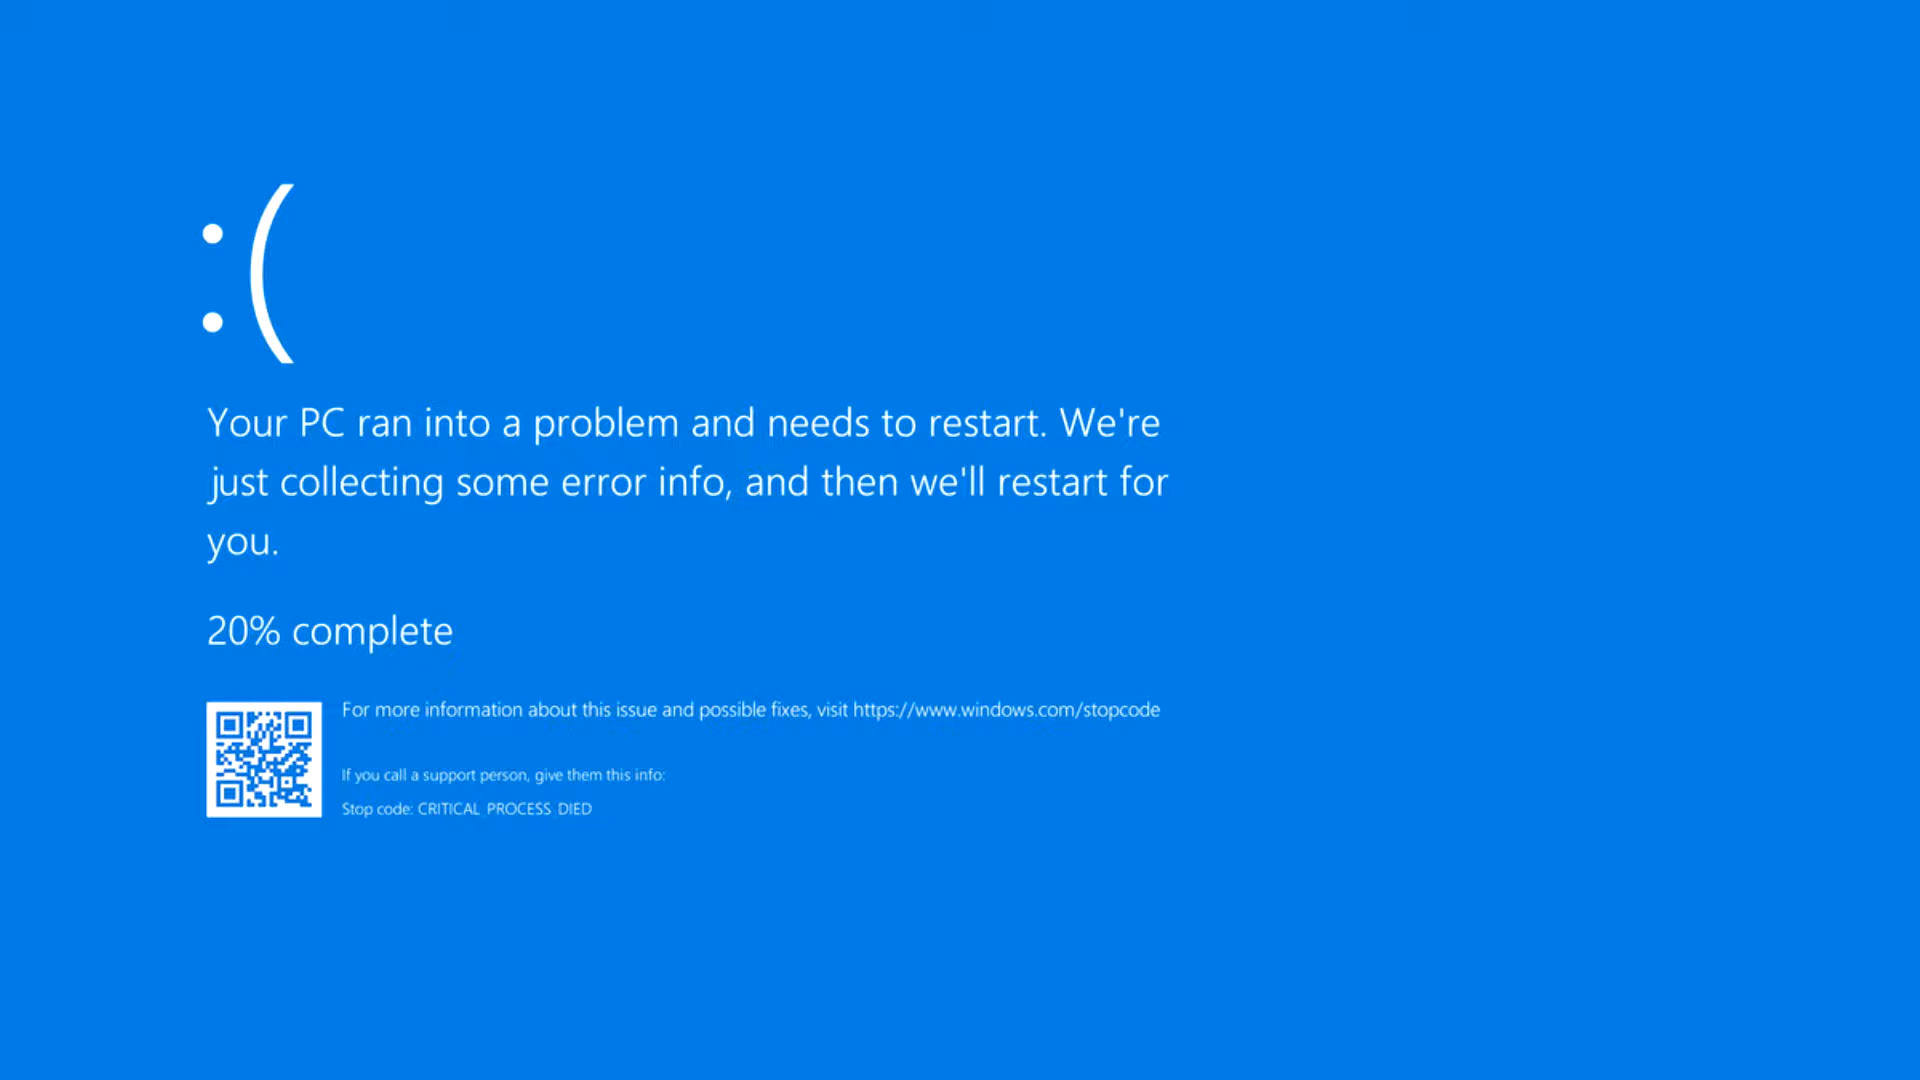 :(
Your PC ran into a problem and needs to restart. We're
just collecting some error info, and then we'll restart for
you.
20% complete
For more information about this issue and possible fixes, visit https://www.windows.com/stopcode
If you call a support person, give them this info:
Stop code: CRITICAL_PROCESS_DIED